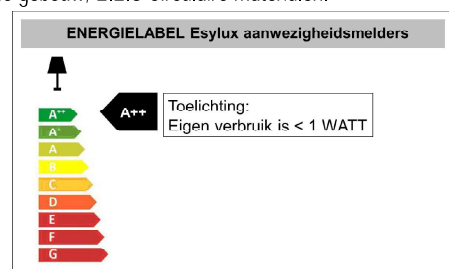 ENERGIELABEL Esylux aanwezigheidsmelders
A++
A++
Toelichting:
Eigen verbruik is < 1 WATT
A+
A
B
C
D
E
F
G